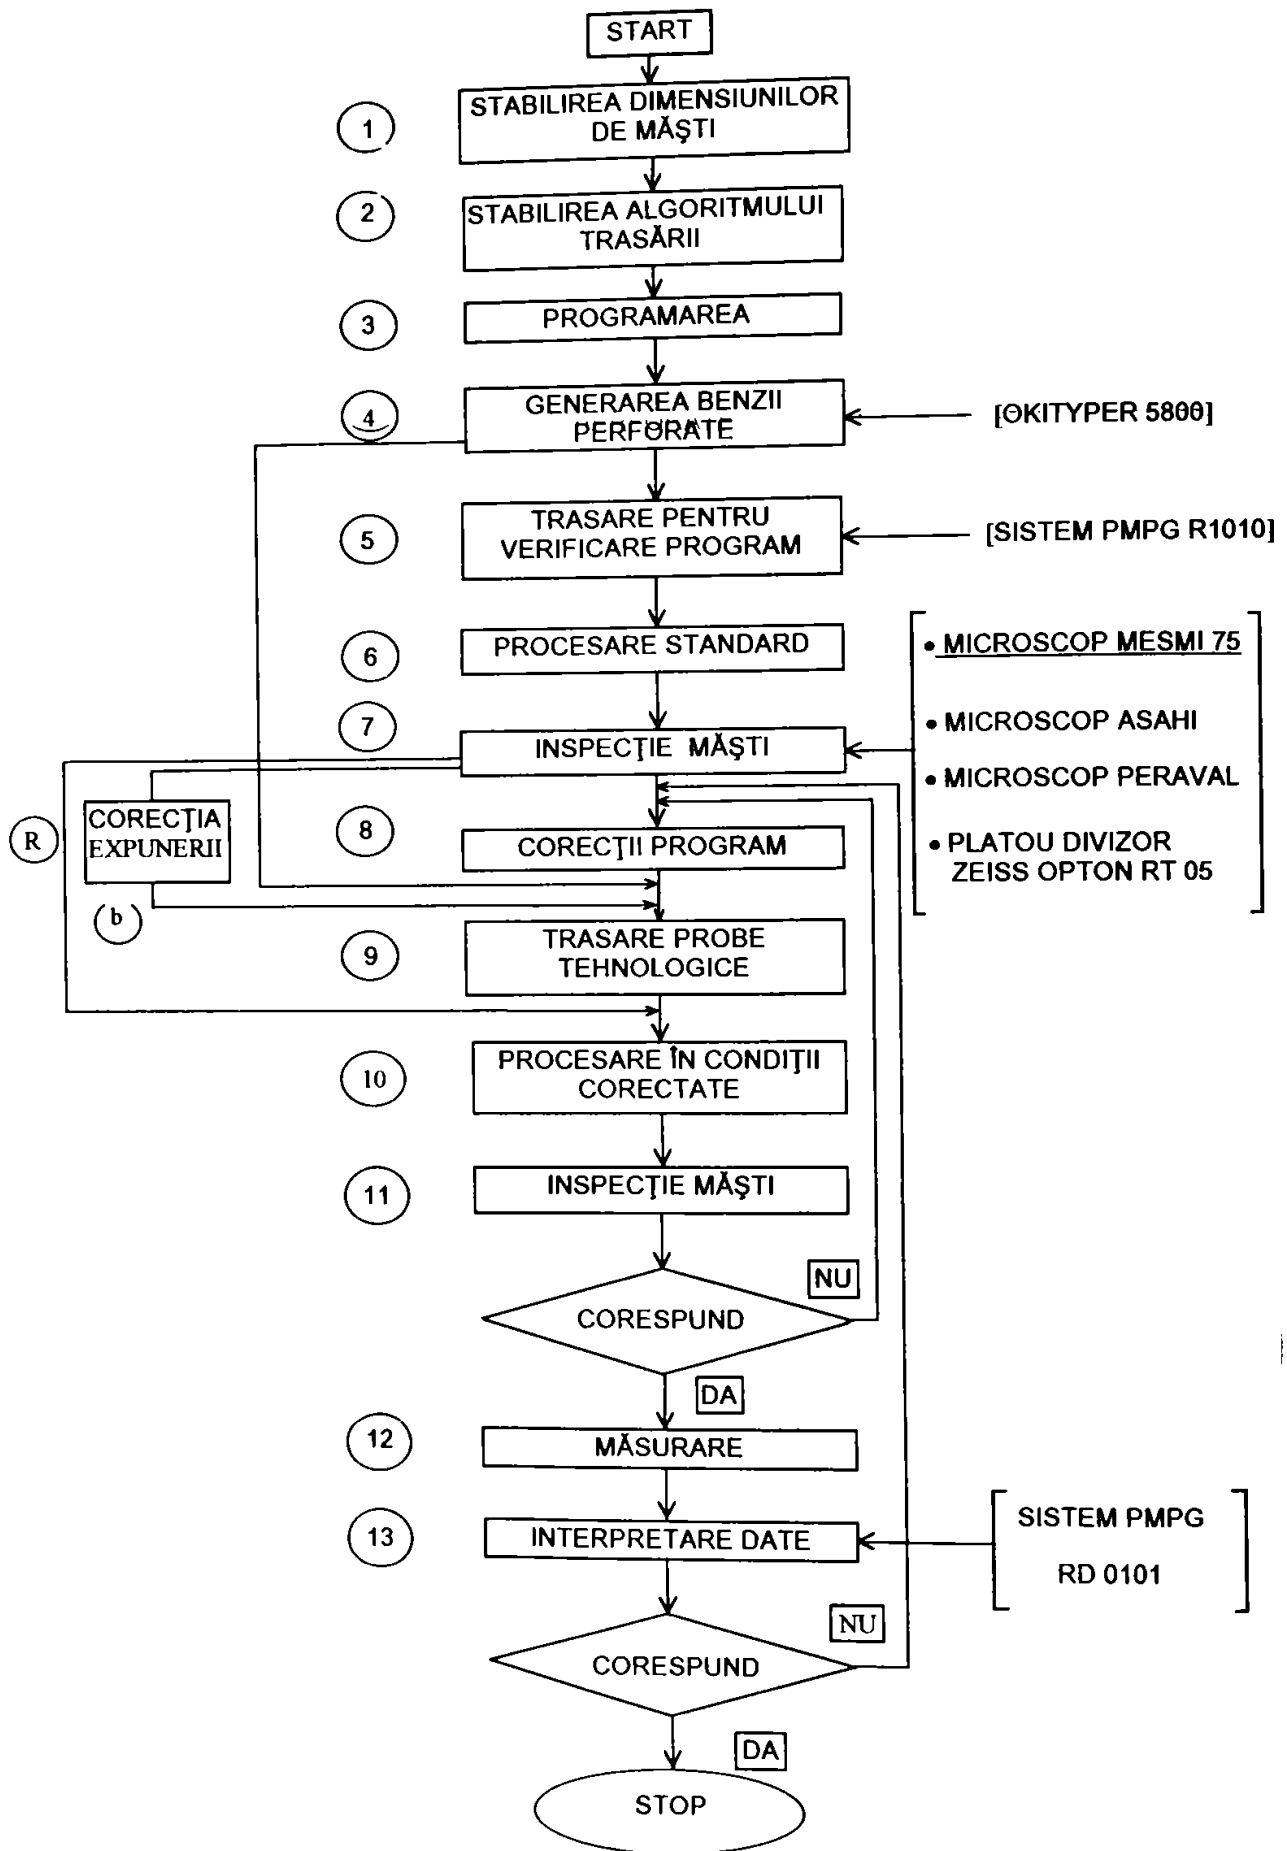 START
1
STABILIREA DIMENSIUNILOR
DE MĂŞTI
2
STABILIREA ALGORITMULUI
TRASĂRII
3
PROGRAMAREA
4
GENERAREA BENZII
PERFORATE
[OKITYPER 5800]
5
TRASARE PENTRU
VERIFICARE PROGRAM
[SISTEM PMPG R1010]
6
PROCESARE STANDARD
• MICROSCOP MESMI 75
7
INSPECŢIE MĂŞTI
• MICROSCOP ASAHI
• MICROSCOP PERAVAL
R
CORECŢIA
EXPUNERII
8
CORECŢII PROGRAM
• PLATOU DIVIZOR
ZEISS OPTON RT 05
b
9
TRASARE PROBE
TEHNOLOGICE
10
PROCESARE ÎN CONDIŢII
CORECTATE
11
INSPECŢIE MĂŞTI
NU
CORESPUND
DA
12
MĂSURARE
13
INTERPRETARE DATE
SISTEM PMPG
RD 0101
NU
CORESPUND
DA
STOP